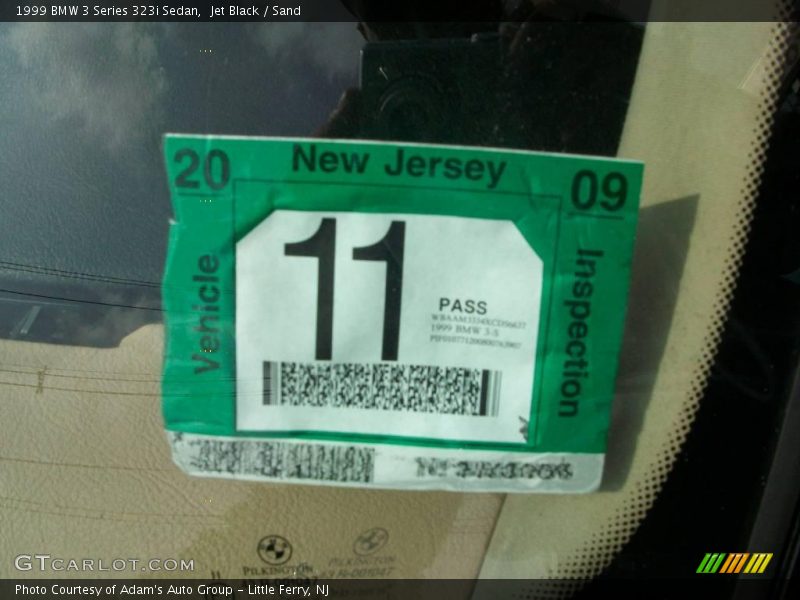 1999 BMW 3 Series 323i Sedan, Jet Black / Sand
20 New Jersey 09
Vehicle
11
Inspection
PASS
1999 BMW 3-S
PILKINGTON
PILKINGTON
GTCARLOT.COM
Photo Courtesy of Adam's Auto Group - Little Ferry, NJ